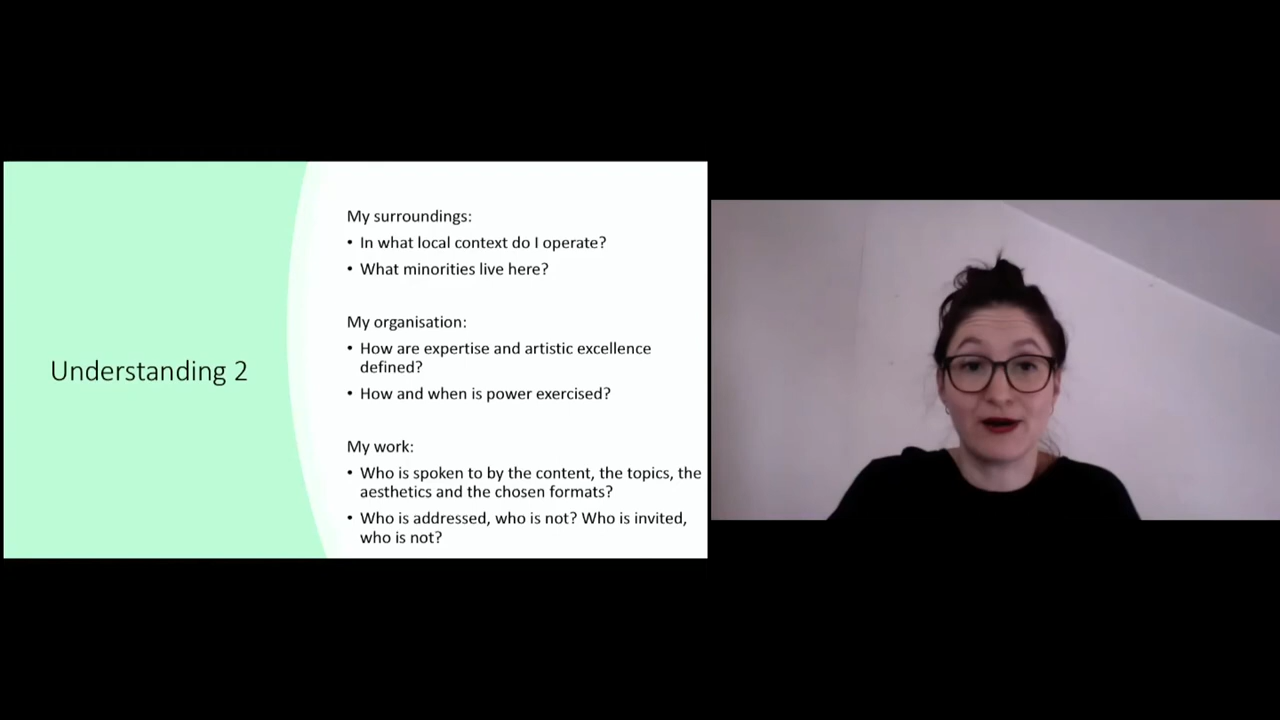 Understanding 2
My surroundings:
• In what local context do I operate?
• What minorities live here?
My organisation:
• How are expertise and artistic excellence
defined?
• How and when is power exercised?
My work:
• Who is spoken to by the content, the topics, the
aesthetics and the chosen formats?
• Who is addressed, who is not? Who is invited,
who is not?